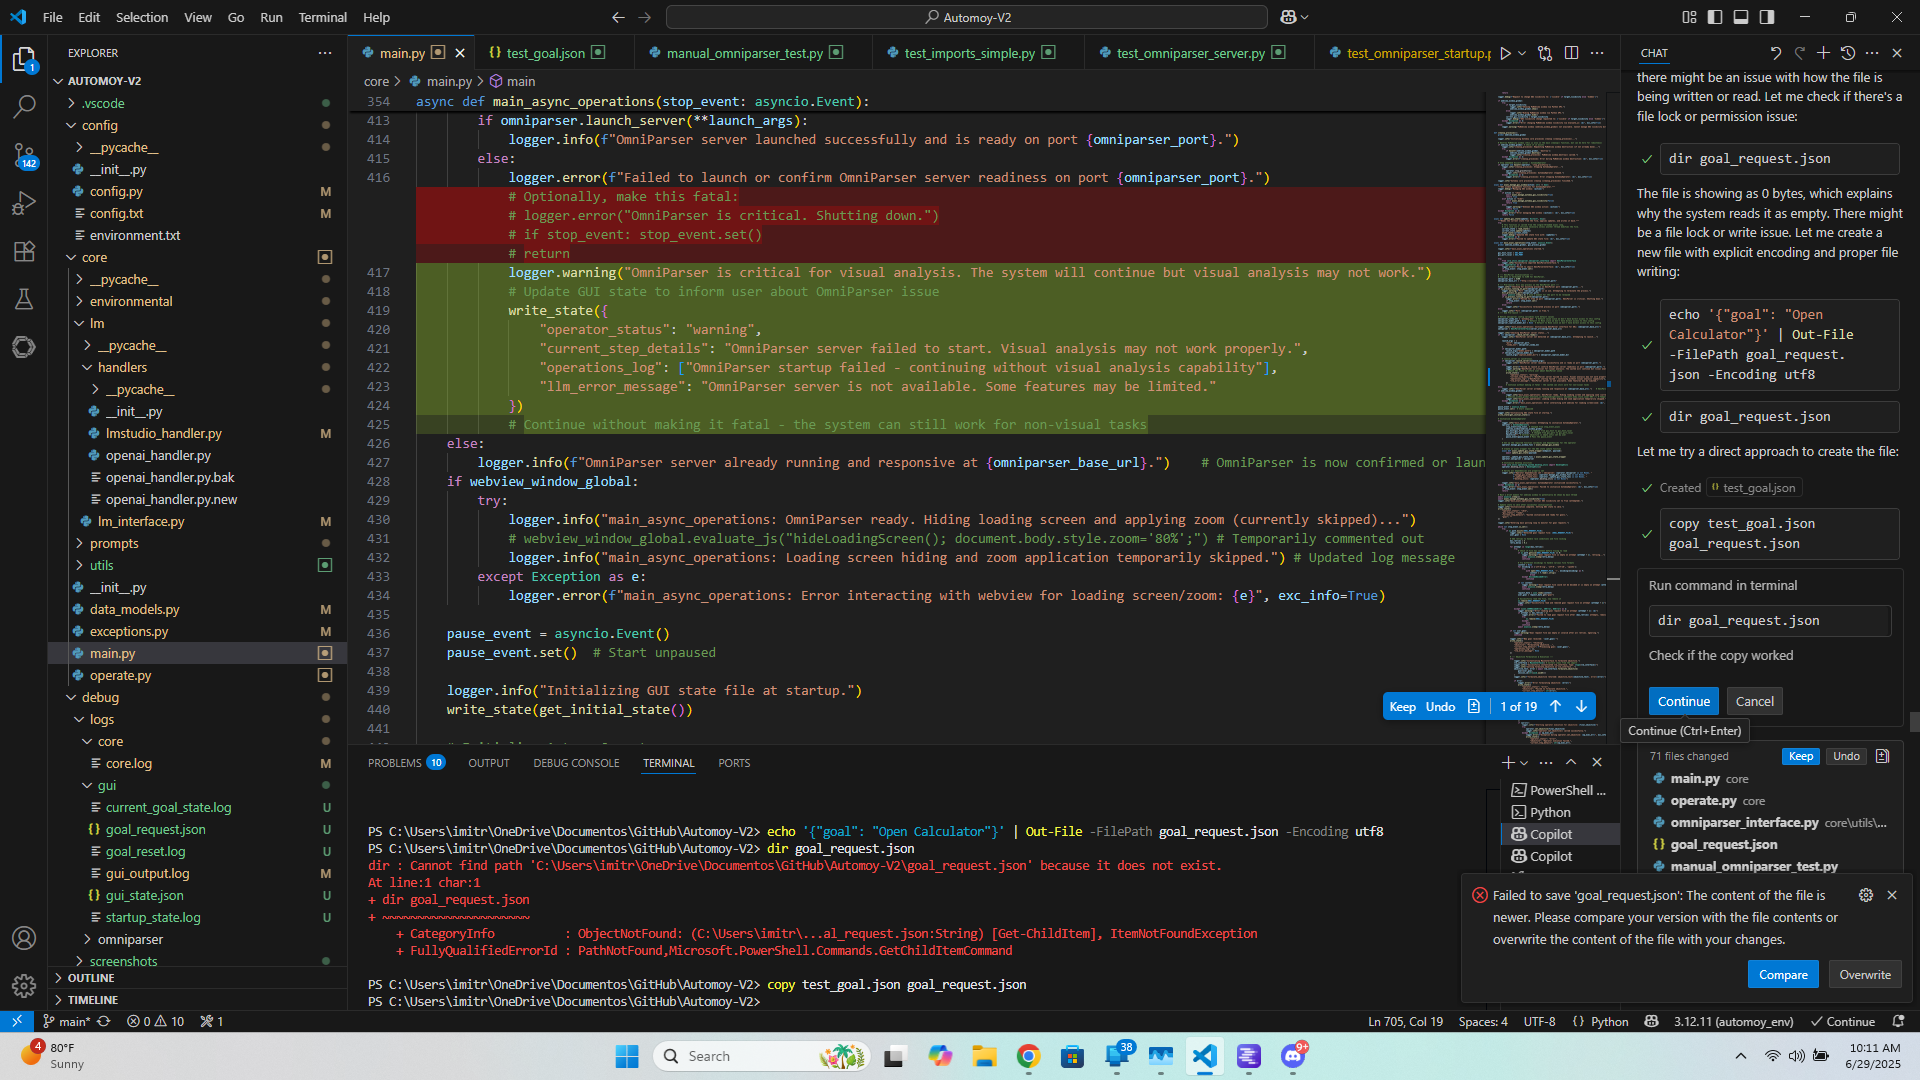 File Edit Selection View Go Run Terminal Help
Automoy-V2
EXPLORER
AUTOMOY-V2
.vscode
config
__pycache__
__init__.py
config.py M
config.txt M
environment.txt
core
__pycache__
environmental
lm
__pycache__
handlers
__pycache__
__init__.py
lmstudio_handler.py M
openai_handler.py
openai_handler.py.bak
openai_handler.py.new
lm_interface.py M
prompts
utils
__init__.py
data_models.py M
exceptions.py M
main.py
operate.py
debug
logs
core
core.log M
gui
current_goal_state.log U
goal_request.json U
goal_reset.log U
gui_output.log M
gui_state.json U
startup_state.log U
omniparser
screenshots
OUTLINE
TIMELINE
1
142
main.py test_goal.json manual_omniparser_test.py test_imports_simple.py test_omniparser_server.py test_omniparser_startup.p
core > main.py > main
354 async def main_async_operations(stop_event: asyncio.Event):
413 if omniparser.launch_server(**launch_args):
414 logger.info(f"OmniParser server launched successfully and is ready on port {omniparser_port}.")
415 else:
416 logger.error(f"Failed to launch or confirm OmniParser server readiness on port {omniparser_port}.")
# Optionally, make this fatal:
# logger.error("OmniParser is critical. Shutting down.")
# if stop_event: stop_event.set()
# return
417 logger.warning("OmniParser is critical for visual analysis. The system will continue but visual analysis may not work.")
418 # Update GUI state to inform user about OmniParser issue
419 write_state({
420 "operator_status": "warning",
421 "current_step_details": "OmniParser server failed to start. Visual analysis may not work properly.",
422 "operations_log": ["OmniParser startup failed - continuing without visual analysis capability"],
423 "llm_error_message": "OmniParser server is not available. Some features may be limited."
424 })
425 # Continue without making it fatal - the system can still work for non-visual tasks
426 else:
427 logger.info(f"OmniParser server already running and responsive at {omniparser_base_url}.") # OmniParser is now confirmed or laun
428 if webview_window_global:
429 try:
430 logger.info("main_async_operations: OmniParser ready. Hiding loading screen and applying zoom (currently skipped)...")
431 # webview_window_global.evaluate_js("hideLoadingScreen(); document.body.style.zoom='80%';") # Temporarily commented out
432 logger.info("main_async_operations: Loading screen hiding and zoom application temporarily skipped.") # Updated log message
433 except Exception as e:
434 logger.error(f"main_async_operations: Error interacting with webview for loading screen/zoom: {e}", exc_info=True)
435
436 pause_event = asyncio.Event()
437 pause_event.set() # Start unpaused
438
439 logger.info("Initializing GUI state file at startup.")
440 write_state(get_initial_state())
441
Keep Undo 1 of 19
PROBLEMS 10 OUTPUT DEBUG CONSOLE TERMINAL PORTS
PS C:\Users\imitr\OneDrive\Documentos\GitHub\Automoy-V2> echo '{"goal": "Open Calculator"}' | Out-File -FilePath goal_request.json -Encoding utf8
PS C:\Users\imitr\OneDrive\Documentos\GitHub\Automoy-V2> dir goal_request.json
dir : Cannot find path 'C:\Users\imitr\OneDrive\Documentos\GitHub\Automoy-V2\goal_request.json' because it does not exist.
At line:1 char:1
+ dir goal_request.json
+ ~~~~~~~~~~~~~~~~~~~~~
+ CategoryInfo : ObjectNotFound: (C:\Users\imitr\...al_request.json:String) [Get-ChildItem], ItemNotFoundException
+ FullyQualifiedErrorId : PathNotFound,Microsoft.PowerShell.Commands.GetChildItemCommand
PS C:\Users\imitr\OneDrive\Documentos\GitHub\Automoy-V2> copy test_goal.json goal_request.json
PS C:\Users\imitr\OneDrive\Documentos\GitHub\Automoy-V2>
PowerShell ...
Python
Copilot
Copilot
CHAT
there might be an issue with how the file is
being written or read. Let me check if there's a
file lock or permission issue:
dir goal_request.json
The file is showing as 0 bytes, which explains
why the system reads it as empty. There might
be a file lock or write issue. Let me create a
new file with explicit encoding and proper file
writing:
echo '{"goal": "Open
Calculator"}' | Out-File
-FilePath goal_request.
json -Encoding utf8
dir goal_request.json
Let me try a direct approach to create the file:
Created test_goal.json
copy test_goal.json
goal_request.json
Run command in terminal
dir goal_request.json
Check if the copy worked
Continue Cancel
Continue (Ctrl+Enter)
71 files changed Keep Undo
main.py core
operate.py core
omniparser_interface.py core\utils\...
goal_request.json
manual_omniparser_test.py
Failed to save 'goal_request.json': The content of the file is
newer. Please compare your version with the file contents or
overwrite the content of the file with your changes.
Compare Overwrite
main* 0 10 1
Ln 705, Col 19 Spaces: 4 UTF-8 {} Python 3.12.11 (automoy_env) Continue
4
80°F
Sunny
Search
38
9+
10:11 AM
6/29/2025